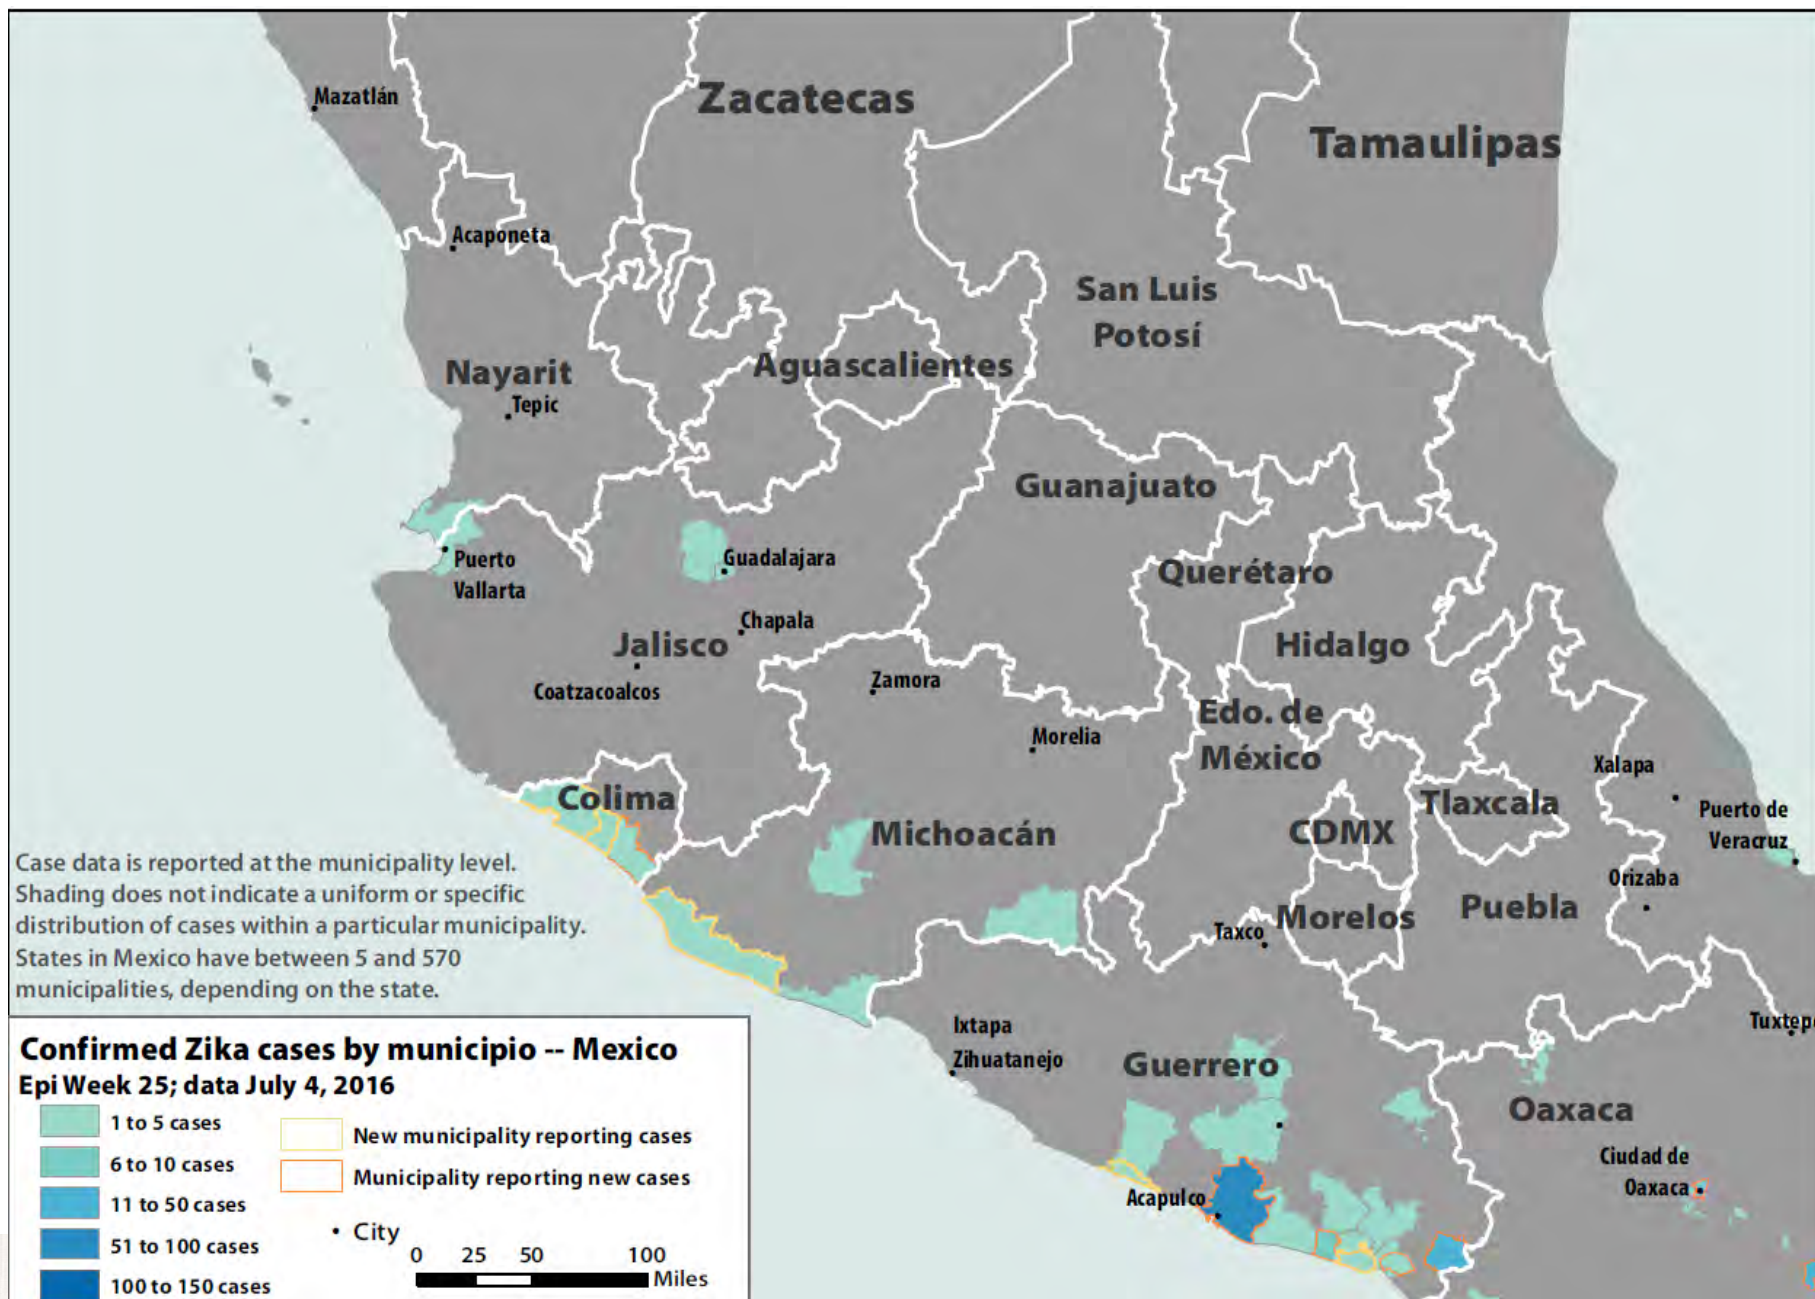 Mazatlán
Zacatecas
Tamaulipas
Acaponeta
San Luis
Potosí
Nayarit
Tepic
Aguascalientes
Guanajuato
Puerto
Vallarta
Guadalajara
Querétaro
Chapala
Jalisco
Hidalgo
Coatzacoalcos
Zamora
Morelia
Edo. de
México
Xalapa
Colima
Michoacán
CDMX
Tlaxcala
Puerto de
Veracruz
Orizaba
Puebla
Taxco
Morelos
Case data is reported at the municipality level.
Shading does not indicate a uniform or specific
distribution of cases within a particular municipality.
States in Mexico have between 5 and 570
municipalities, depending on the state.
Ixtapa
Zihuatanejo
Guerrero
Oaxaca
Ciudad de
Oaxaca
Acapulco
Confirmed Zika cases by municipio -- Mexico
Epi Week 25; data July 4, 2016
1 to 5 cases
6 to 10 cases
11 to 50 cases
51 to 100 cases
100 to 150 cases
New municipality reporting cases
Municipality reporting new cases
City
0 25 50 100
Miles